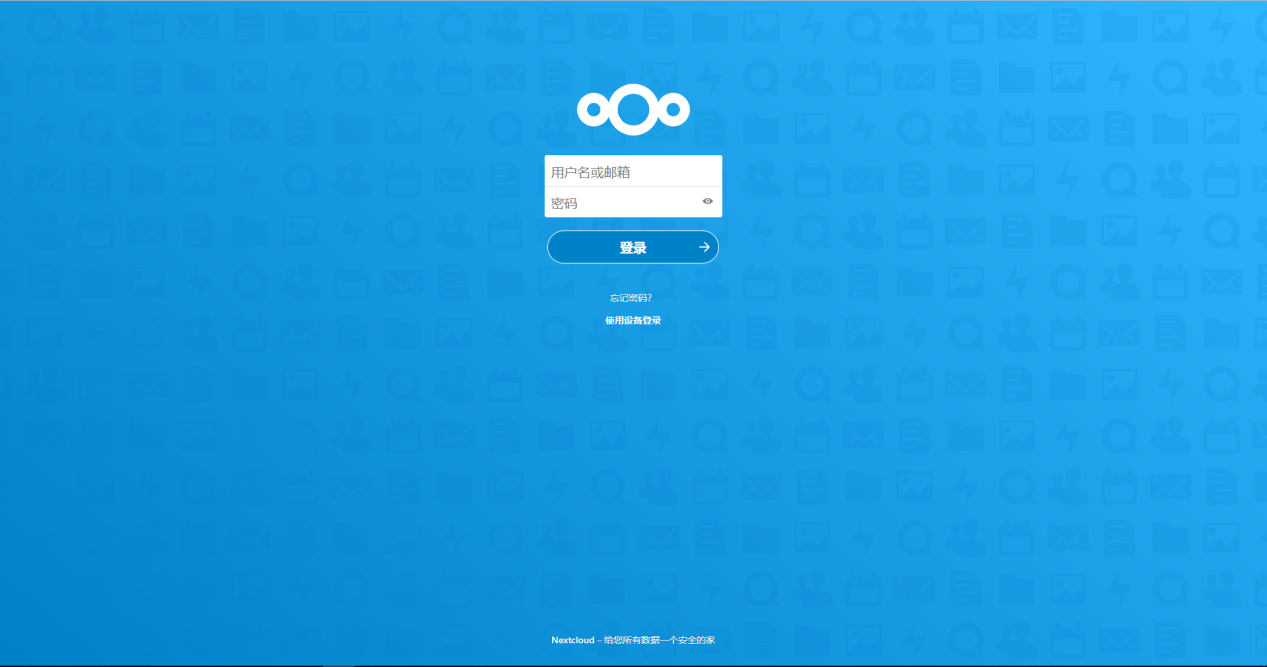 用户名或邮箱
密码
登录
忘记密码?
使用设备登录
Nextcloud – 给您所有数据一个安全的家